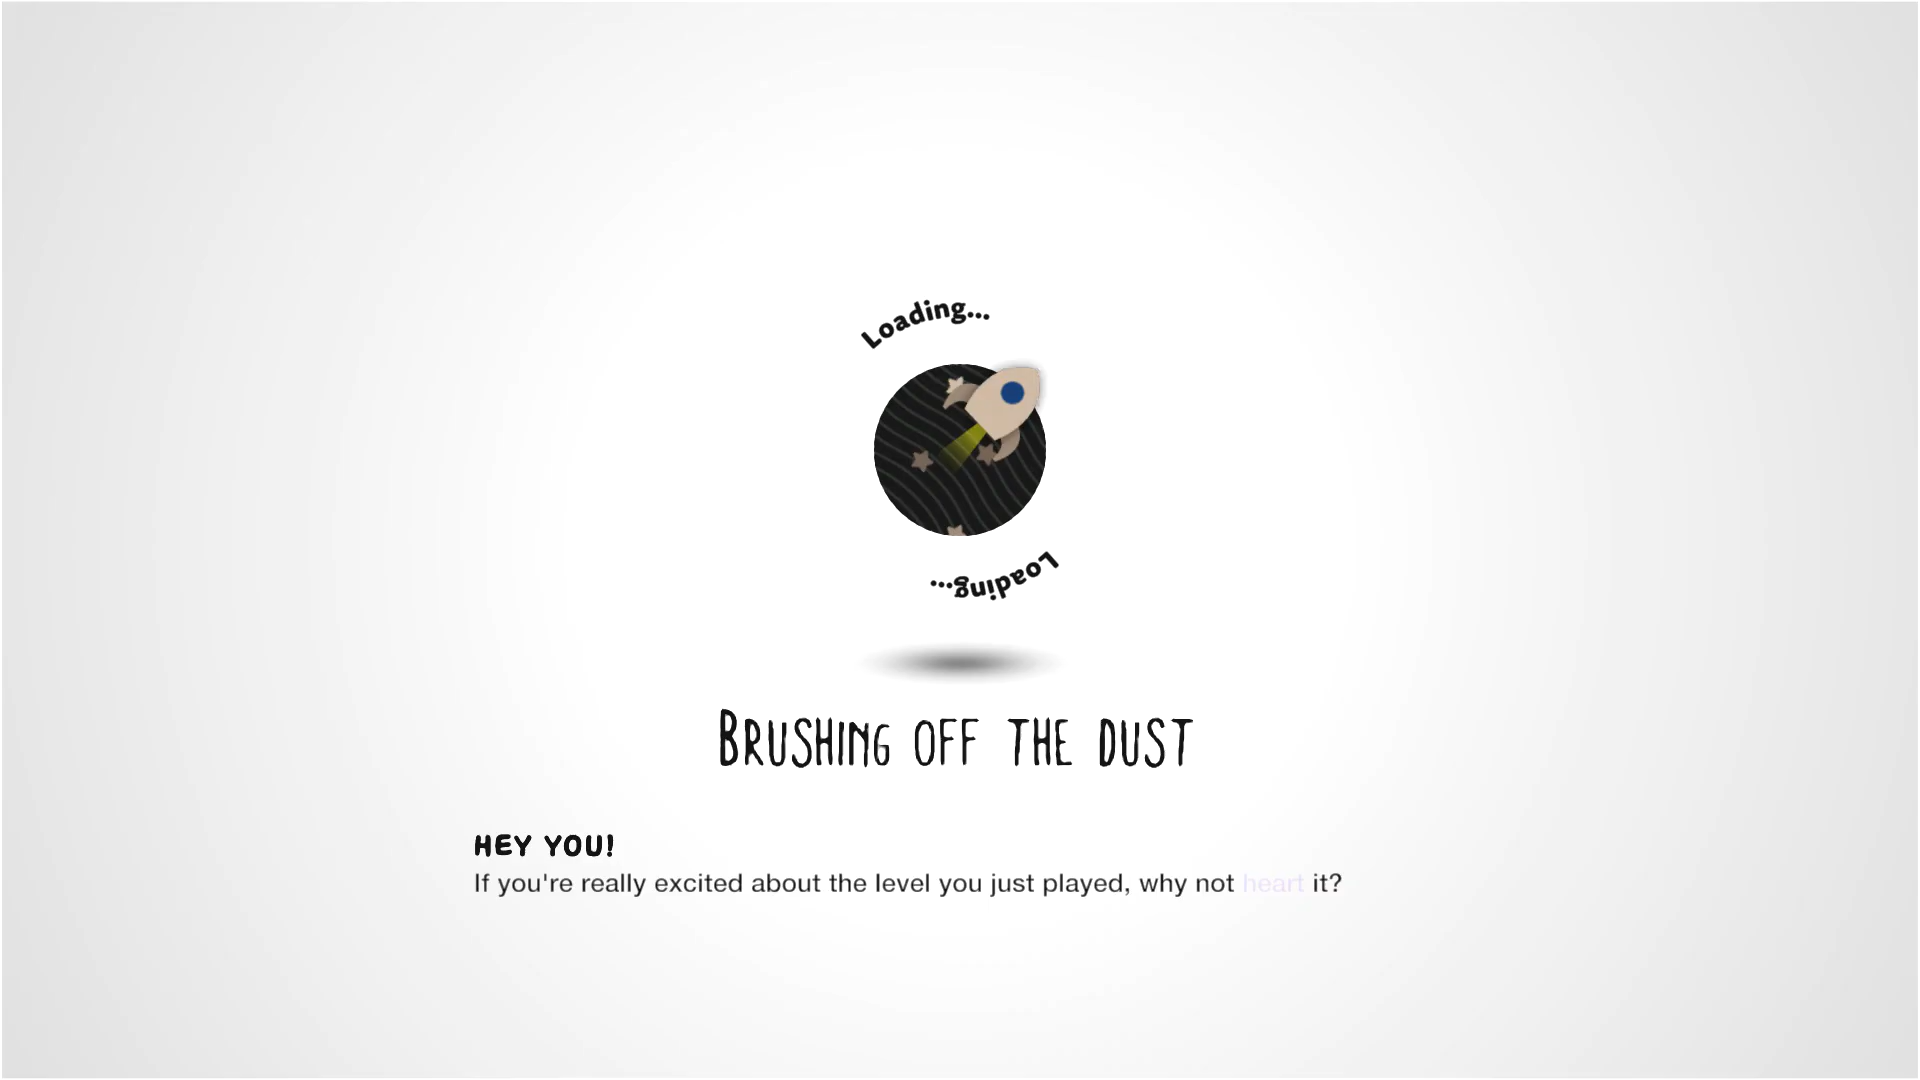 Loading...
Loading...
Brushing off the dust
HEY YOU!
If you're really excited about the level you just played, why not heart it?